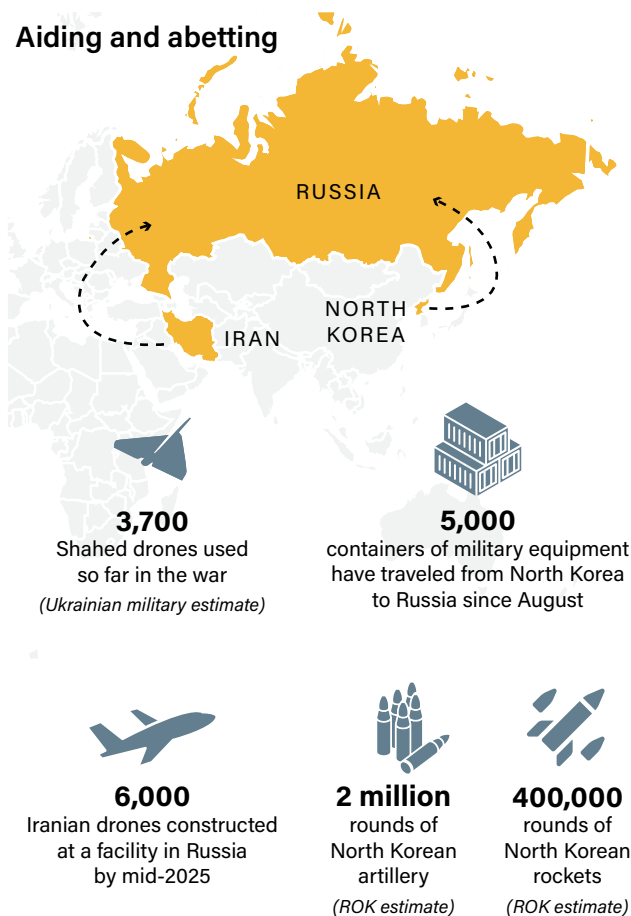 Aiding and abetting
RUSSIA
NORTH
KOREA
IRAN
3,700
Shahed drones used
so far in the war
(Ukrainian military estimate)
5,000
containers of military equipment
have traveled from North Korea
to Russia since August
6,000
Iranian drones constructed
at a facility in Russia
by mid-2025
2 million
rounds of
North Korean
artillery
(ROK estimate)
400,000
rounds of
North Korean
rockets
(ROK estimate)